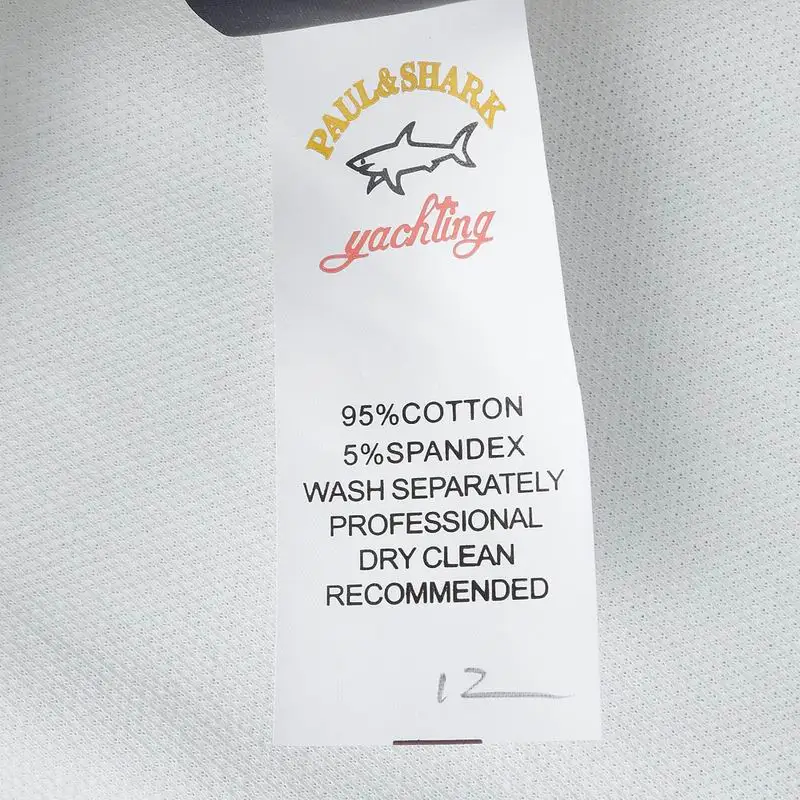 PAUL&SHARK
yachting
95%COTTON
5%SPANDEX
WASH SEPARATELY
PROFESSIONAL
DRY CLEAN
RECOMMENDED
12